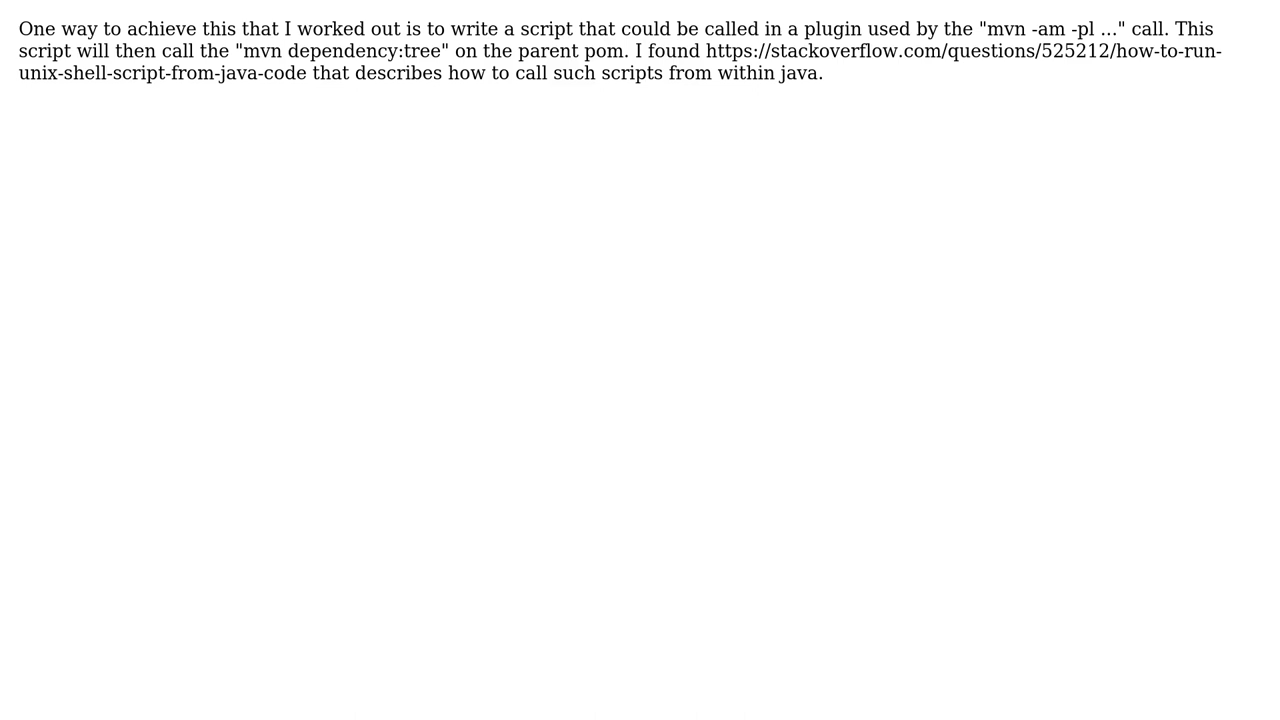 One way to achieve this that I worked out is to write a script that could be called in a plugin used by the "mvn -am -pl ..." call. This
script will then call the "mvn dependency:tree" on the parent pom. I found https://stackoverflow.com/questions/525212/how-to-run-
unix-shell-script-from-java-code that describes how to call such scripts from within java.